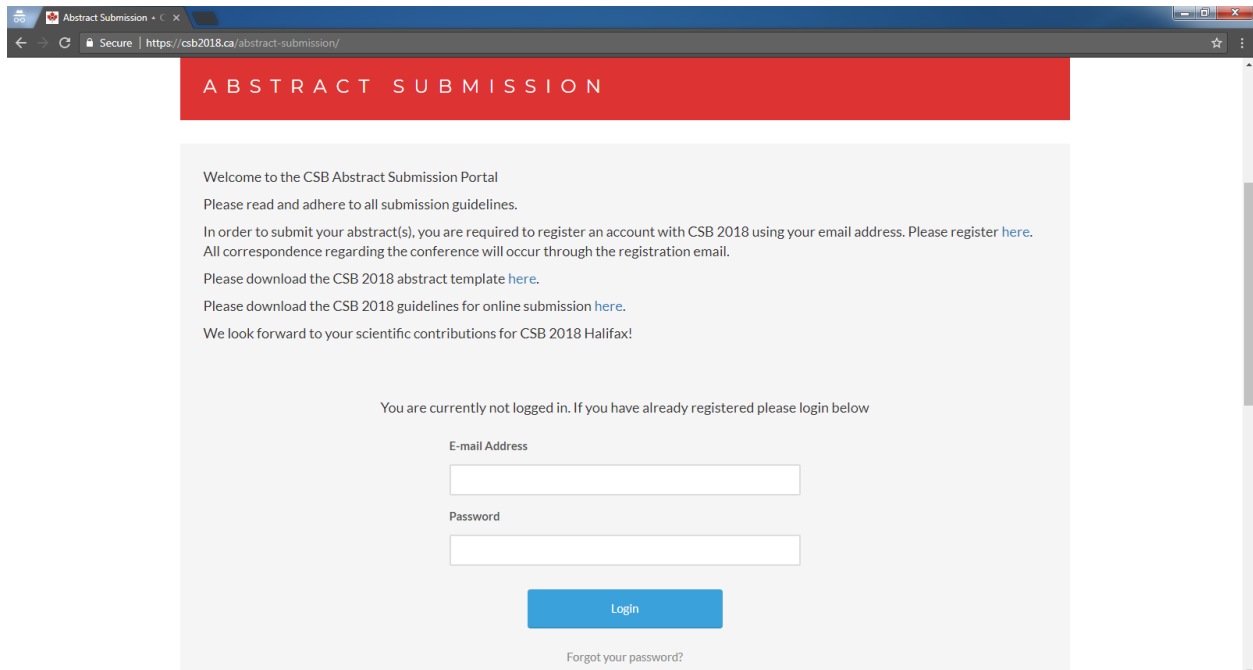 Abstract Submission • C
Secure | https://csb2018.ca/abstract-submission/
ABSTRACT SUBMISSION
Welcome to the CSB Abstract Submission Portal
Please read and adhere to all submission guidelines.
In order to submit your abstract(s), you are required to register an account with CSB 2018 using your email address. Please register here.
All correspondence regarding the conference will occur through the registration email.
Please download the CSB 2018 abstract template here.
Please download the CSB 2018 guidelines for online submission here.
We look forward to your scientific contributions for CSB 2018 Halifax!
You are currently not logged in. If you have already registered please login below
E-mail Address
Password
Login
Forgot your password?